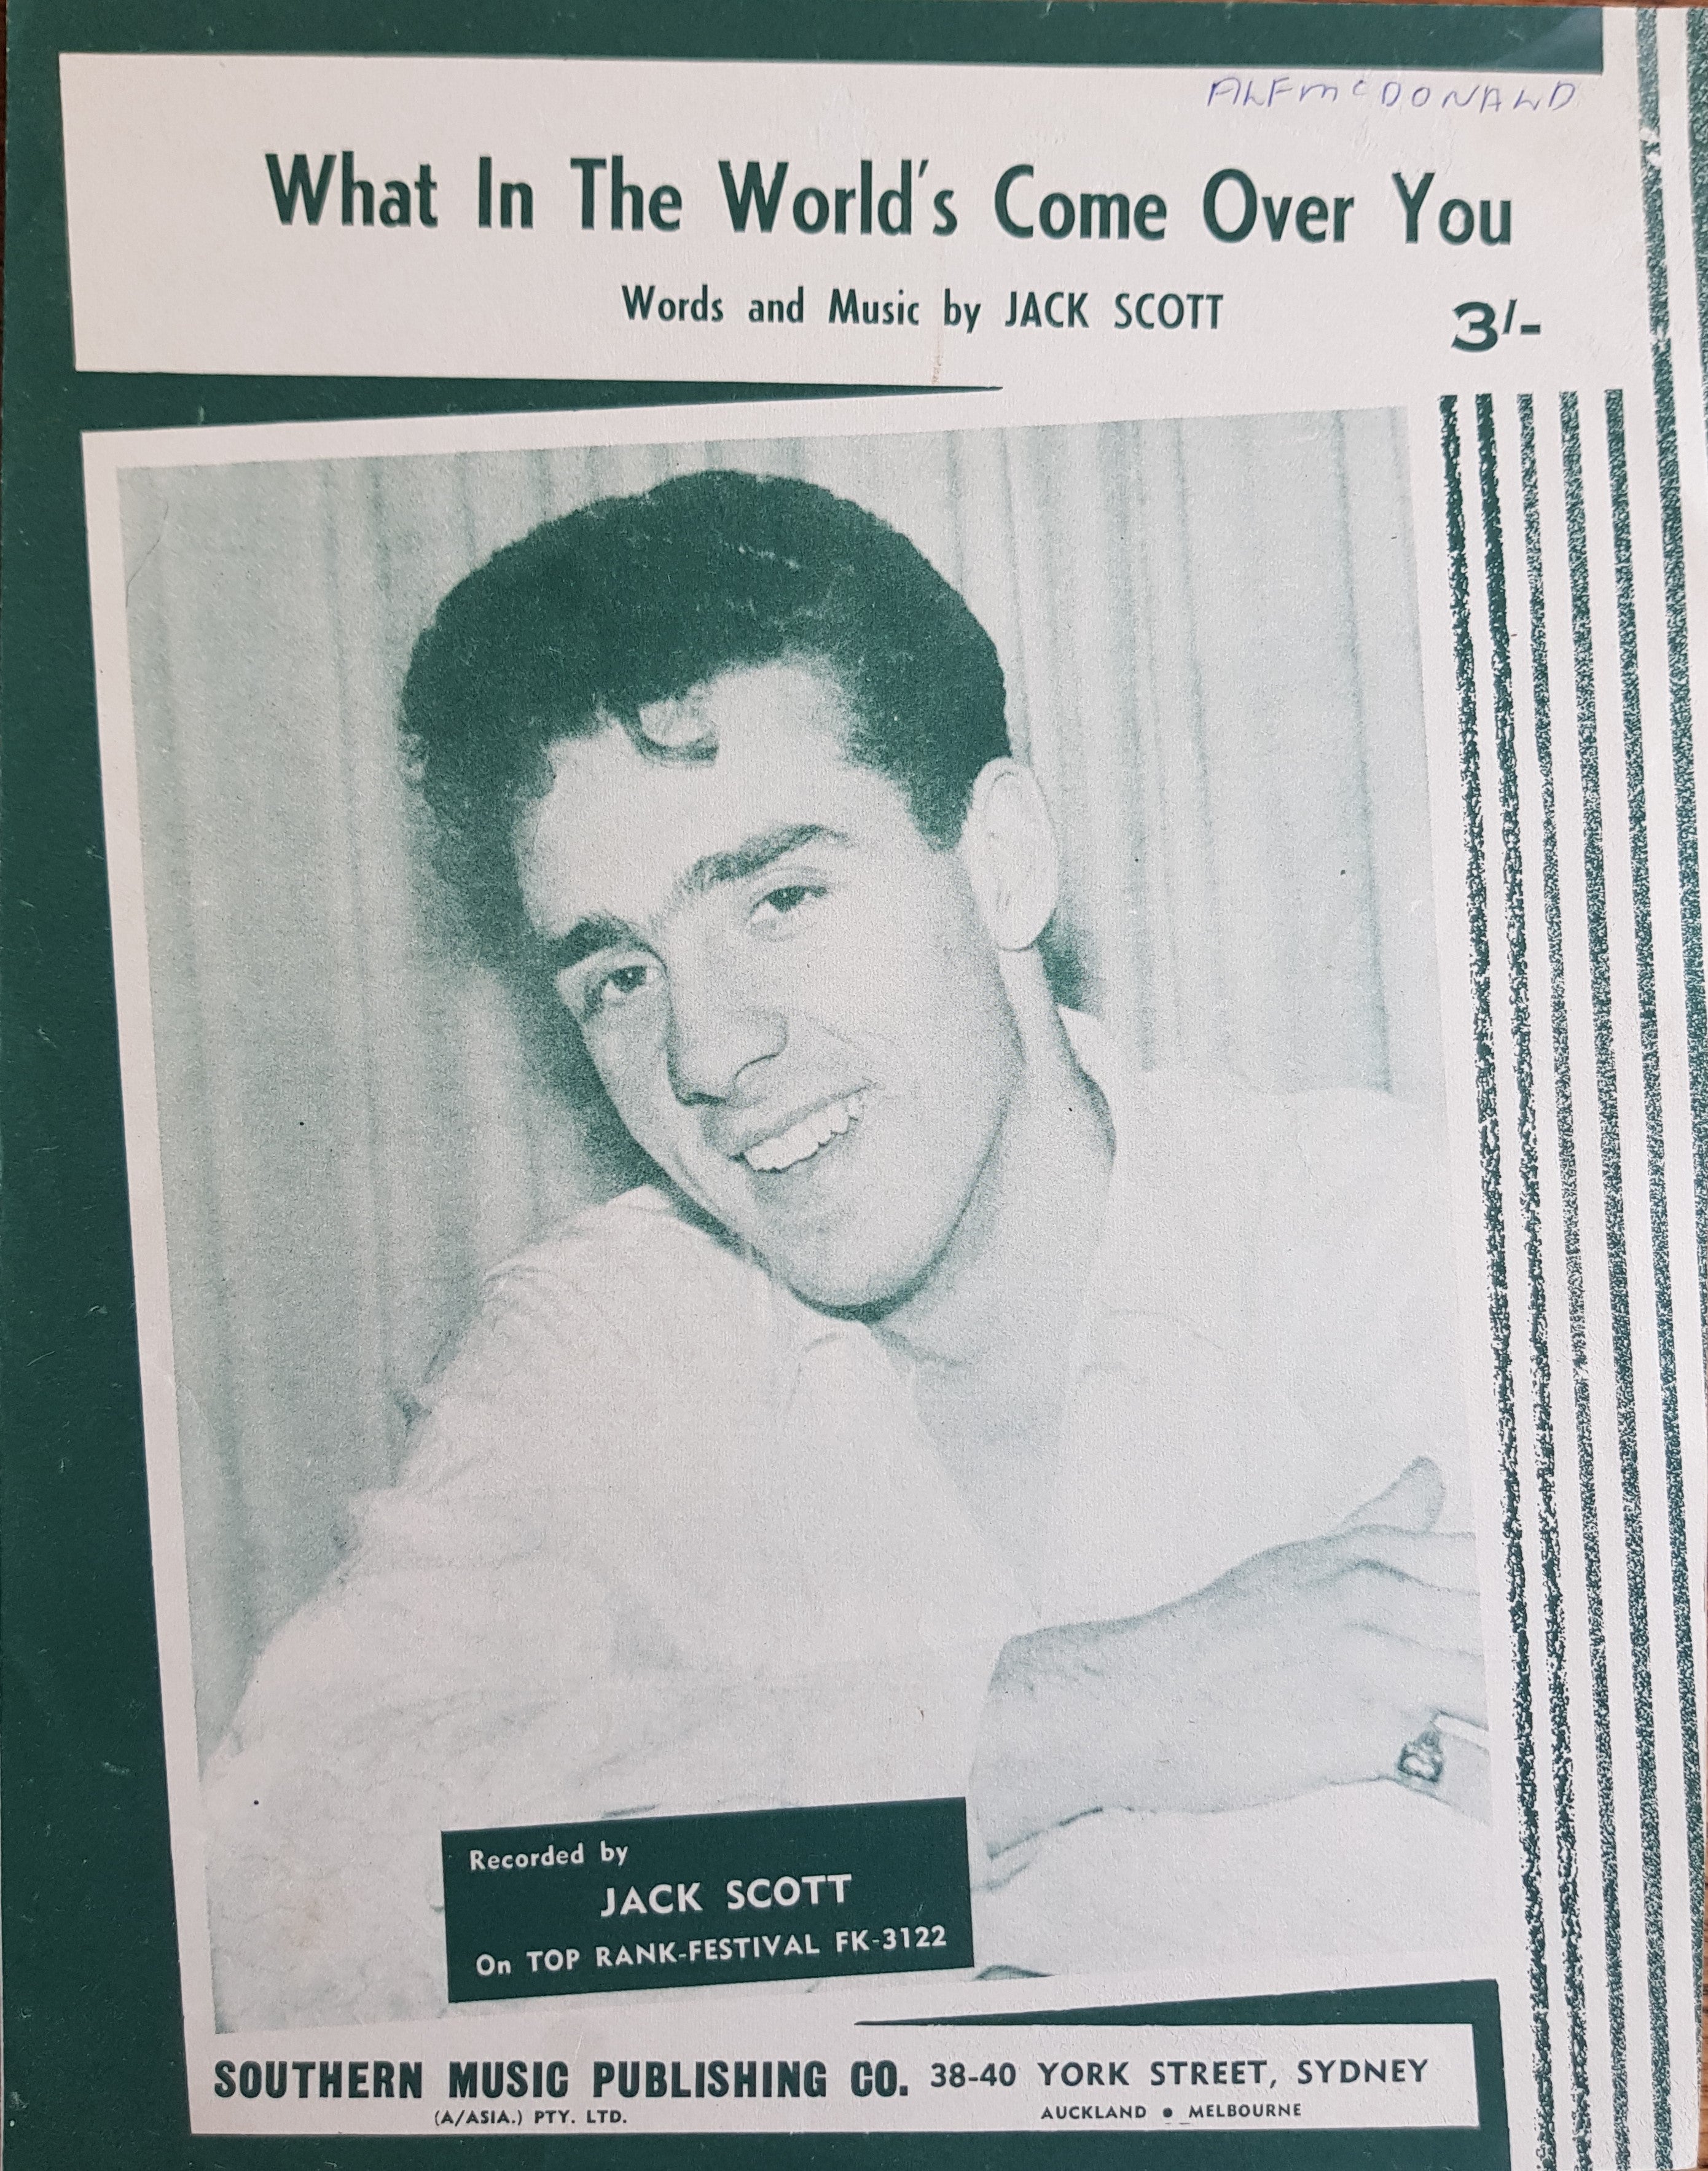 ALF McDONALD
What In The World's Come Over You
Words and Music by JACK SCOTT
3/-
Recorded by
JACK SCOTT
On TOP RANK-FESTIVAL FK-3122
SOUTHERN MUSIC PUBLISHING CO. 38-40 YORK STREET, SYDNEY
(A/ASIA.) PTY. LTD. AUCKLAND • MELBOURNE